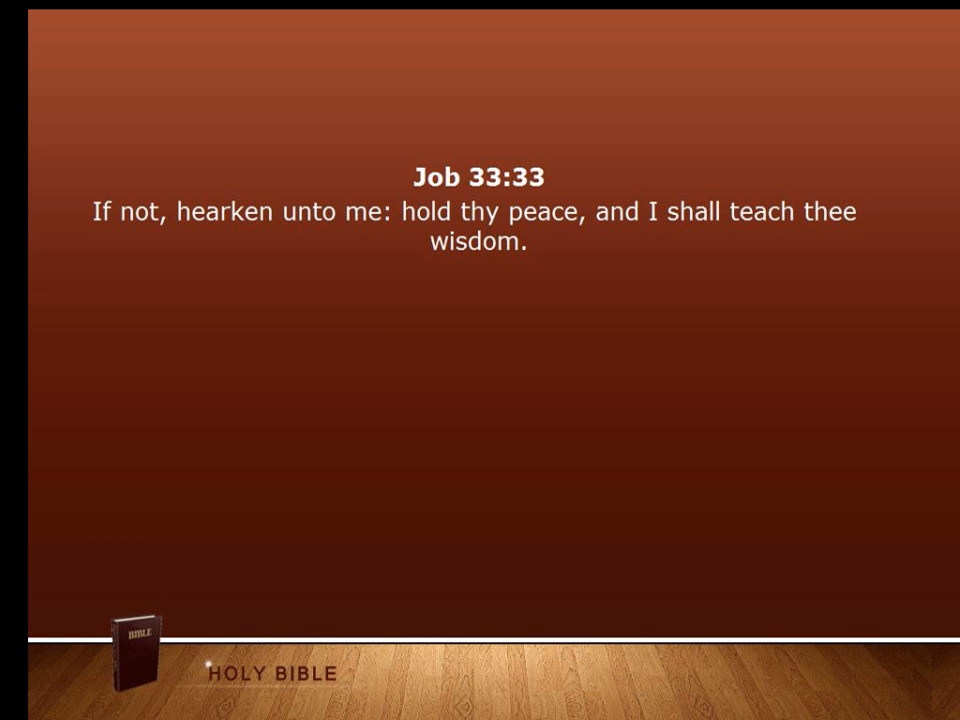 Job 33:33
If not, hearken unto me: hold thy peace, and I shall teach thee
wisdom.
BIBLE
HOLY BIBLE